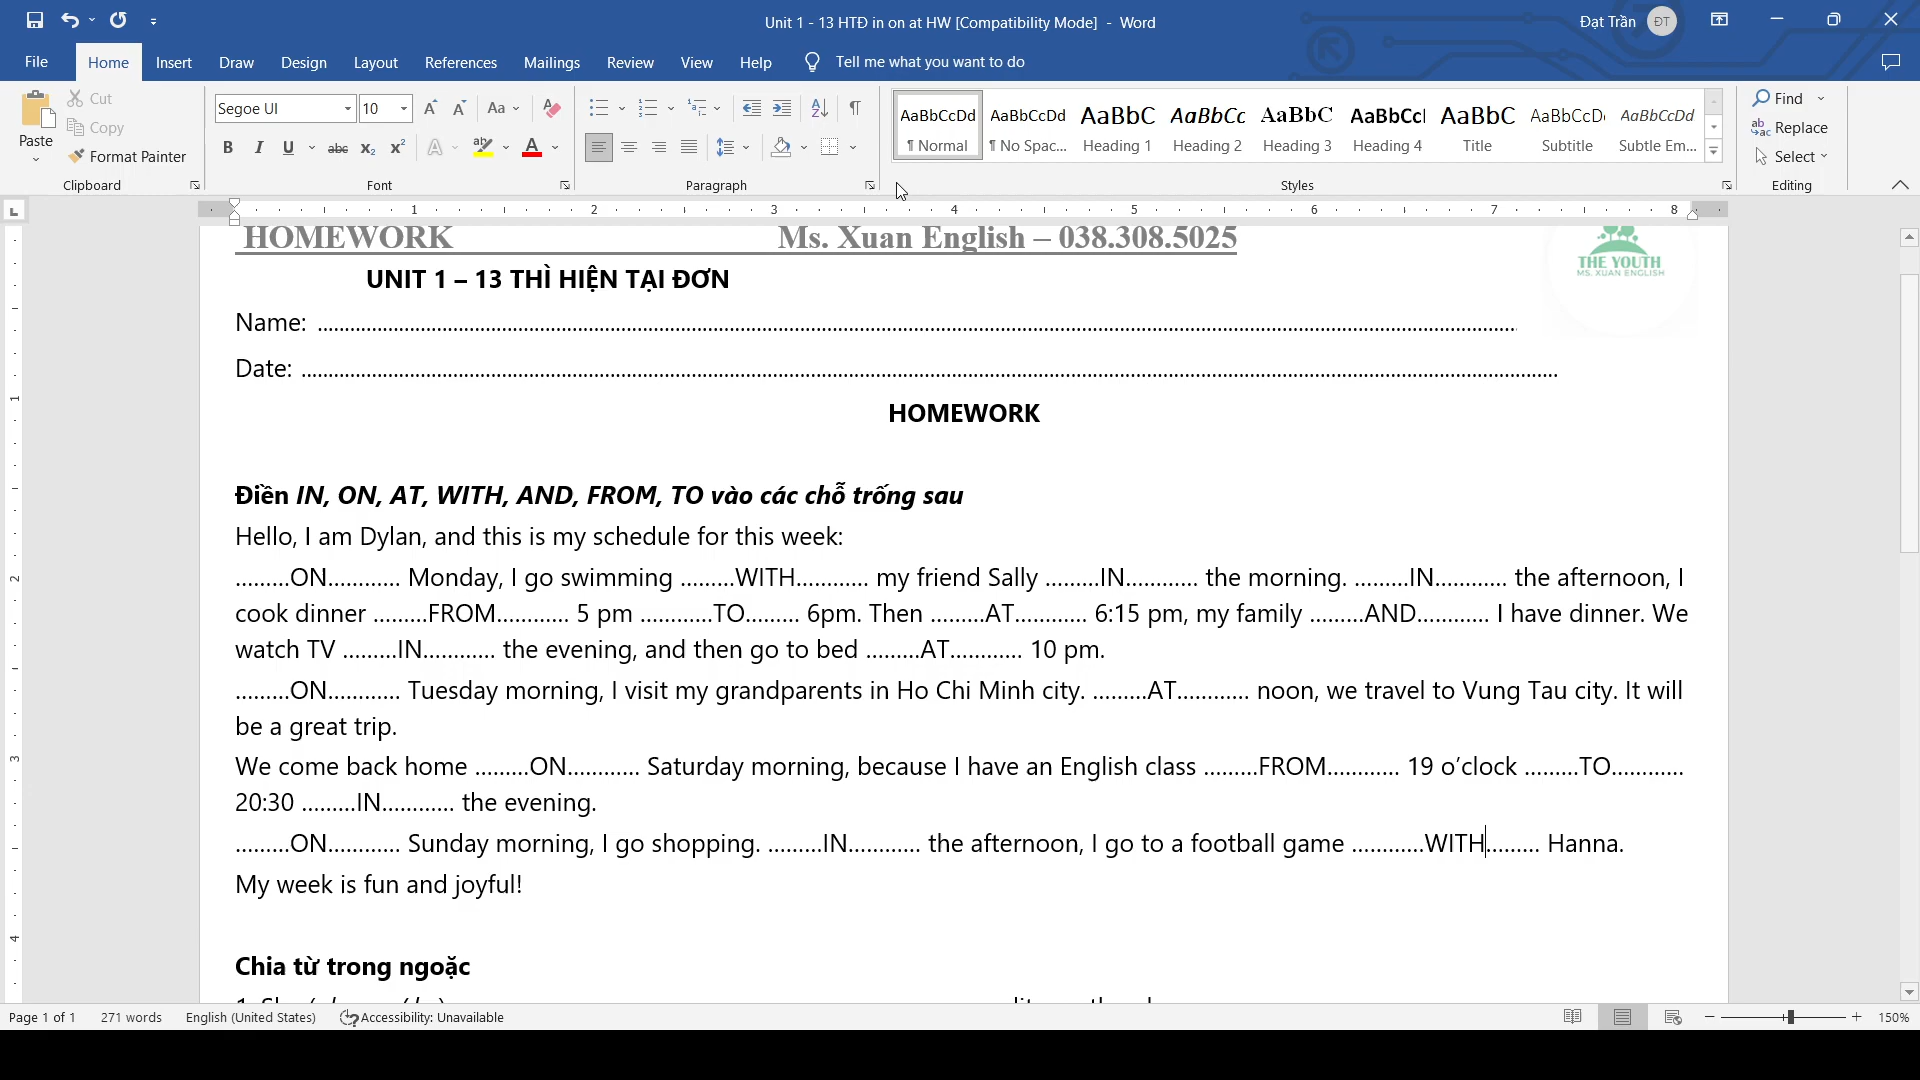 Unit 1 - 13 HTĐ in on at HW [Compatibility Mode] - Word
Đạt Trần ĐT
File Home Insert Draw Design Layout References Mailings Review View Help Tell me what you want to do
Paste
Cut
Copy
Format Painter
Clipboard
Segoe UI 10
Font
Paragraph
AaBbCcDd AaBbCcDd AaBbC AaBbCc AaBbC AaBbCcI AaBbC AaBbCcD AaBbCcDd
¶ Normal ¶ No Spac... Heading 1 Heading 2 Heading 3 Heading 4 Title Subtitle Subtle Em...
Styles
Find
Replace
Select
Editing
1 2 3 4 5 6 7 8
HOMEWORK Ms. Xuan English – 038.308.5025
THE YOUTH
MS. XUAN ENGLISH
UNIT 1 – 13 THÌ HIỆN TẠI ĐƠN
Name: ........................................................................
Date: ........................................................................
HOMEWORK
Điền IN, ON, AT, WITH, AND, FROM, TO vào các chỗ trống sau
Hello, I am Dylan, and this is my schedule for this week:
.........ON............ Monday, I go swimming .........WITH............ my friend Sally .........IN............ the morning. .........IN............ the afternoon, I
cook dinner .........FROM............ 5 pm ............TO......... 6pm. Then .........AT............ 6:15 pm, my family .........AND............ I have dinner. We
watch TV .........IN............ the evening, and then go to bed .........AT............ 10 pm.
.........ON............ Tuesday morning, I visit my grandparents in Ho Chi Minh city. .........AT............ noon, we travel to Vung Tau city. It will
be a great trip.
We come back home .........ON............ Saturday morning, because I have an English class .........FROM............ 19 o’clock .........TO............
20:30 .........IN............ the evening.
.........ON............ Sunday morning, I go shopping. .........IN............ the afternoon, I go to a football game ............WITH......... Hanna.
My week is fun and joyful!
Chia từ trong ngoặc
Page 1 of 1 271 words English (United States) Accessibility: Unavailable 150%